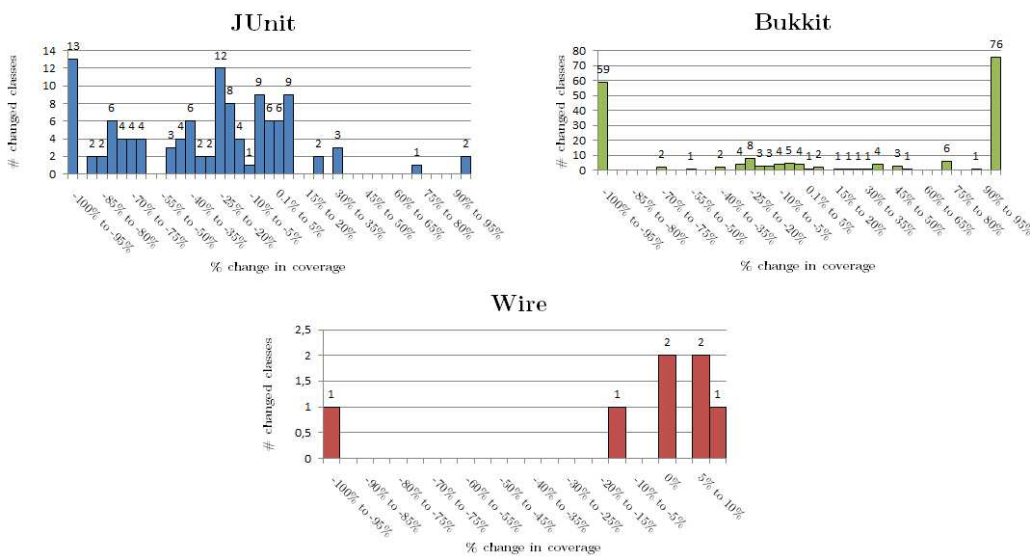 JUnit
# changed classes
14
12
10
8
6
4
2
0
13
2 2 6 4 4 4 3 4 6 2 2 12 8 4 1 9 6 6 9 2 3 1 2
-100% to -95%
-85% to -80%
-70% to -75%
-55% to -50%
-40% to -35%
-25% to -20%
-10% to -5%
0.1% to 5%
15% to 20%
30% to 35%
45% to 50%
60% to 65%
75% to 80%
90% to 95%
% change in coverage
Bukkit
# changed classes
80
70
60
50
40
30
20
10
0
59 2 1 2 4 8 3 3 4 5 4 1 2 1 1 1 1 4 3 1 6 1 76
-100% to -95%
-85% to -80%
-70% to -75%
-55% to -50%
-40% to -35%
-25% to -20%
-10% to -5%
0.1% to 5%
15% to 20%
30% to 35%
45% to 50%
60% to 65%
75% to 80%
90% to 95%
% change in coverage
Wire
# changed classes
2,5
2
1,5
1
0,5
0
1 1 2 2 1
-100% to -95%
-90% to -85%
-80% to -75%
-70% to -75%
-60% to -55%
-50% to -45%
-40% to -35%
-30% to -25%
-20% to -15%
-10% to -5%
0%
5% to 10%
% change in coverage